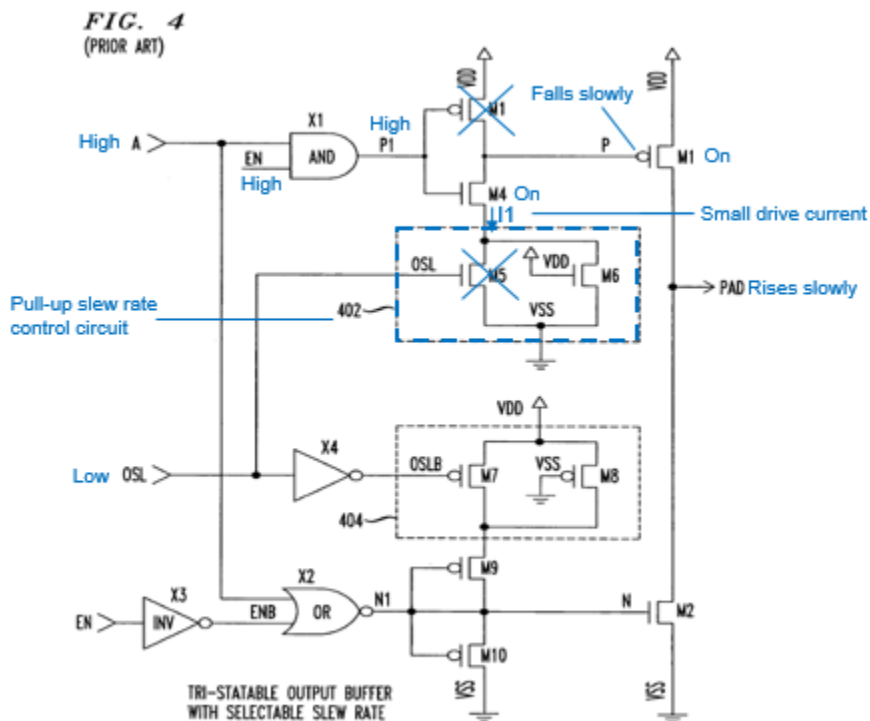 FIG. 4
(PRIOR ART)
VDD
VDD
X1
High A
AND
EN
High
High
P1
M1
Falls slowly
P
M1 On
M4 On
I1
Small drive current
OSL
M5
VDD
M6
VSS
402
Pull-up slew rate
control circuit
PAD Rises slowly
VDD
X4
Low OSL
OSLB
M7
VSS
M8
404
M9
X3
X2
EN
INV
ENB
OR
N1
N
M2
M10
VSS
VSS
TRI-STATABLE OUTPUT BUFFER
WITH SELECTABLE SLEW RATE